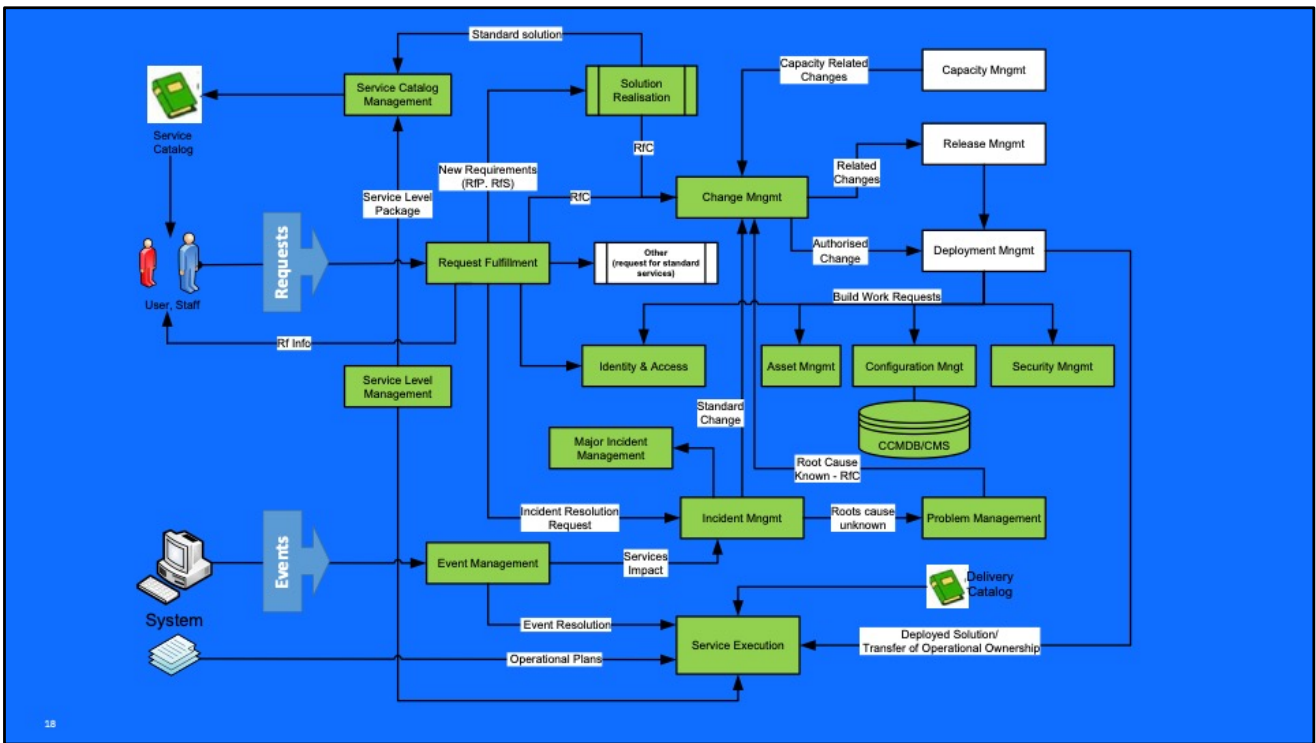 Standard solution
Service Catalog
Management
Solution
Realisation
Capacity Related
Changes
Capacity Mngmt
Service
Catalog
RfC
Release Mngmt
New Requirements
(RfP, RfS)
Related
Changes
Service Level
Package
RfC
Change Mngmt
Requests
Request Fulfillment
Other
(request for standard
services)
Authorised
Change
Deployment Mngmt
User, Staff
Build Work Requests
Rf Info
Identity & Access
Asset Mngmt
Configuration Mngt
Security Mngmt
Service Level
Management
Standard
Change
CCMDB/CMS
Major Incident
Management
Root Cause
Known - RfC
Incident Resolution
Request
Incident Mngmt
Roots cause
unknown
Problem Management
Events
Event Management
Services
Impact
System
Delivery
Catalog
Event Resolution
Service Execution
Deployed Solution/
Transfer of Operational Ownership
Operational Plans
18